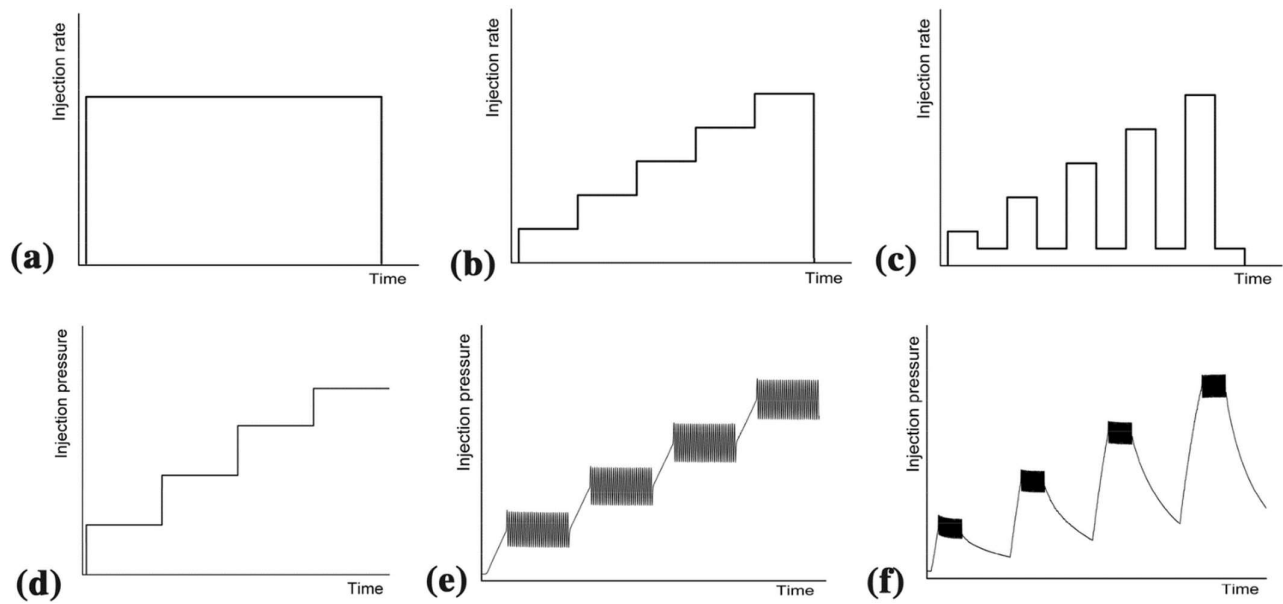 Injection rate
Time
(a)
Injection rate
Time
(b)
Injection rate
Time
(c)
Injection pressure
Time
(d)
Injection pressure
Time
(e)
Injection pressure
Time
(f)